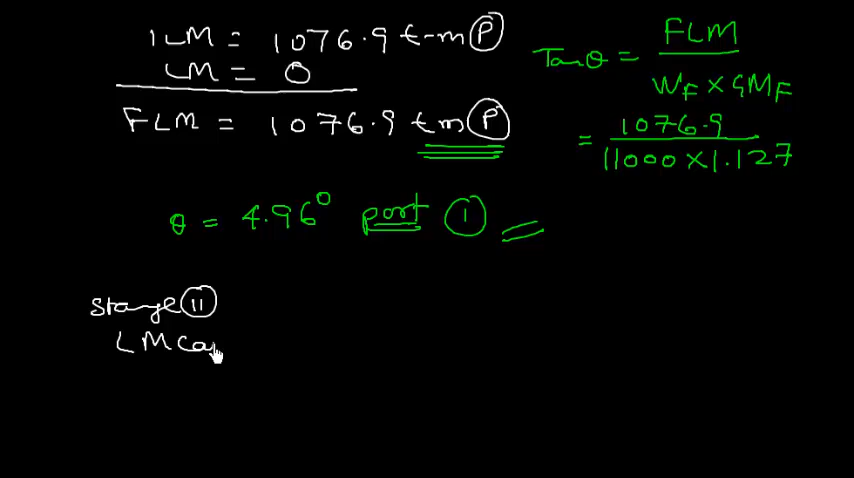 ILM = 1076.9 t-m P
LM = 0
FLM = 1076.9 tm P
Tanθ = FLM / WF × GMF
= 1076.9 / 11000 × 1.127
θ = 4.96° port I
Stage II
LM Ca